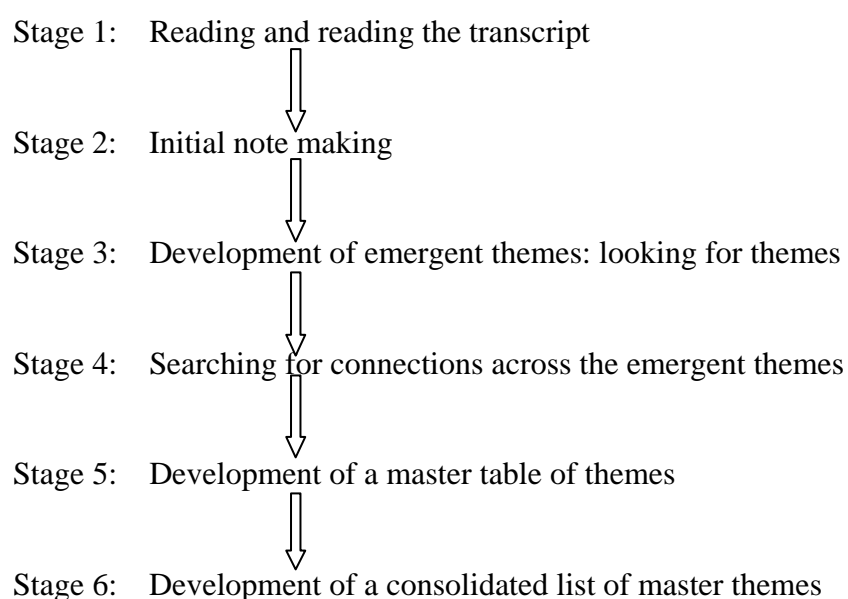 Stage 1: Reading and reading the transcript
Stage 2: Initial note making
Stage 3: Development of emergent themes: looking for themes
Stage 4: Searching for connections across the emergent themes
Stage 5: Development of a master table of themes
Stage 6: Development of a consolidated list of master themes